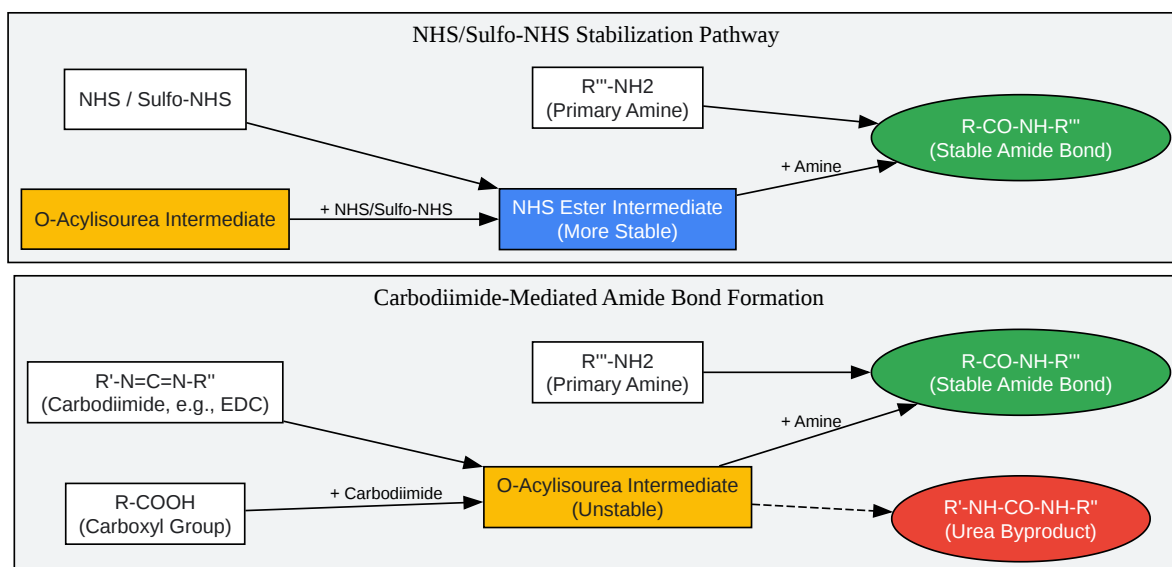 NHS/Sulfo-NHS Stabilization Pathway
NHS / Sulfo-NHS
R'''-NH2
(Primary Amine)
R-CO-NH-R'''
(Stable Amide Bond)
+ Amine
O-Acylisourea Intermediate
+ NHS/Sulfo-NHS
NHS Ester Intermediate
(More Stable)
Carbodiimide-Mediated Amide Bond Formation
R'-N=C=N-R''
(Carbodiimide, e.g., EDC)
R'''-NH2
(Primary Amine)
R-CO-NH-R'''
(Stable Amide Bond)
+ Amine
R-COOH
(Carboxyl Group)
+ Carbodiimide
O-Acylisourea Intermediate
(Unstable)
R'-NH-CO-NH-R''
(Urea Byproduct)